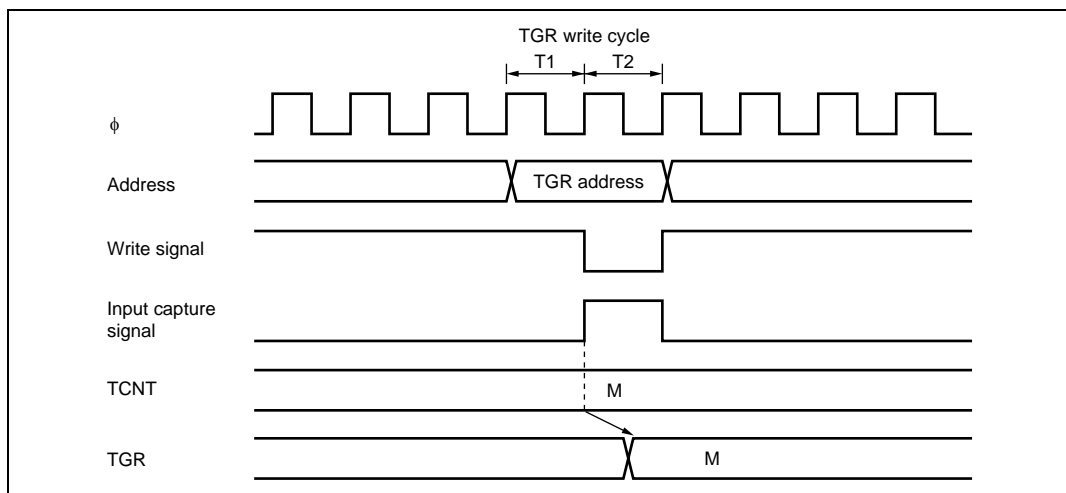 TGR write cycle
T1 T2
ϕ
Address TGR address
Write signal
Input capture
signal
TCNT M
TGR M